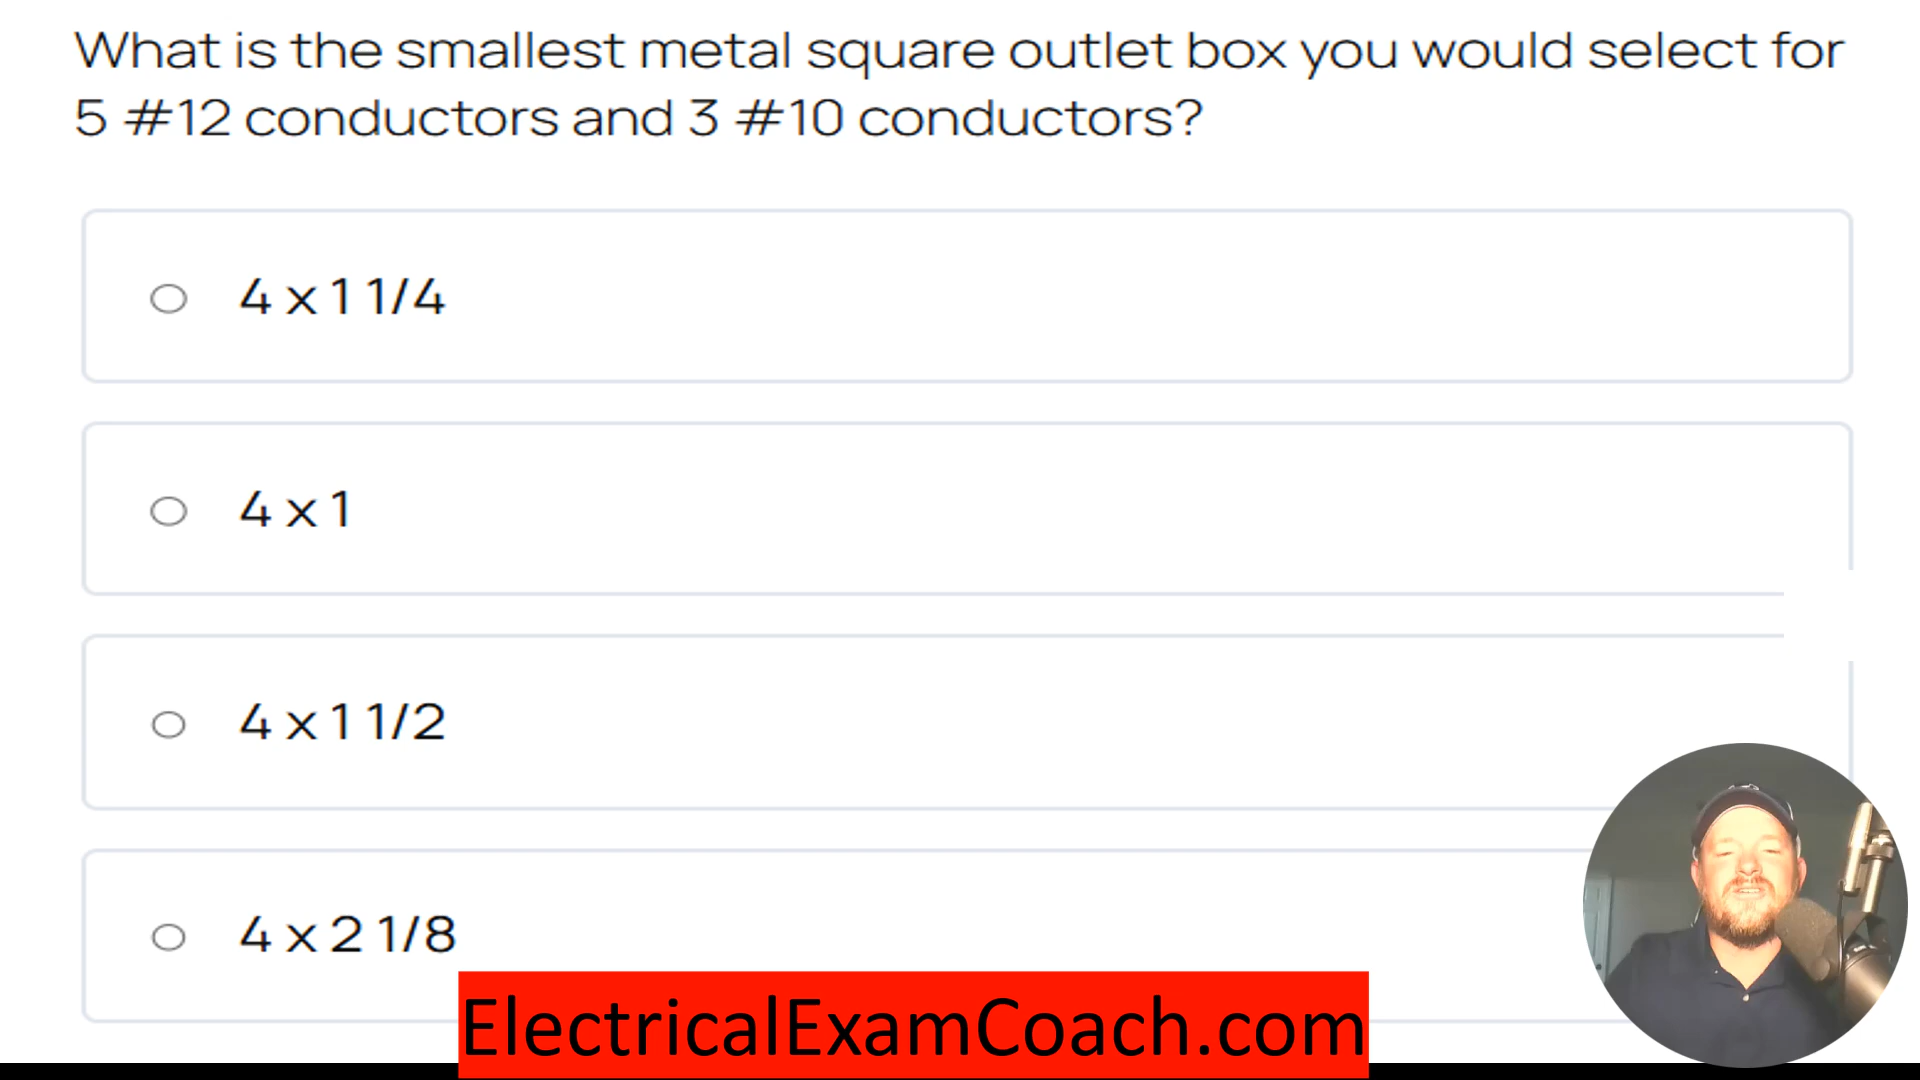 What is the smallest metal square outlet box you would select for
5 #12 conductors and 3 #10 conductors?
4 x 1 1/4
4 x 1
4 x 1 1/2
4 x 2 1/8
ElectricalExamCoach.com